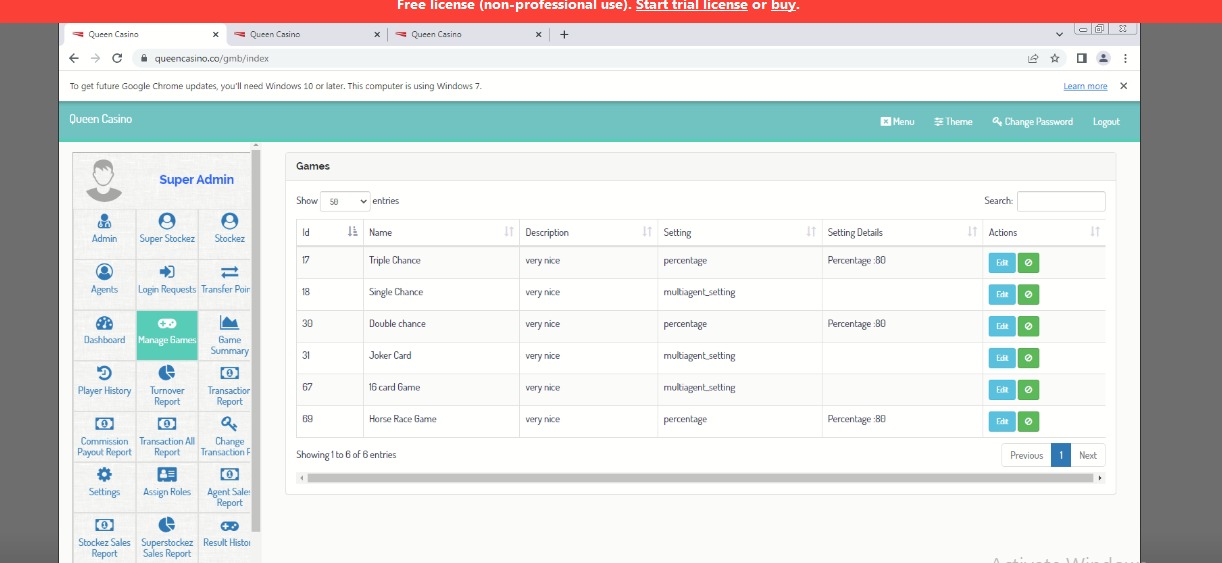 Free license (non-professional use). Start trial license or buy.
Queen Casino
Queen Casino
Queen Casino
queencasino.co/gmb/index
To get future Google Chrome updates, you'll need Windows 10 or later. This computer is using Windows 7.
Learn more
Queen Casino
Menu
Theme
Change Password
Logout
Super Admin
Admin
Super Stockez
Stockez
Agents
Login Requests
Transfer Poin
Dashboard
Manage Games
Game
Summary
Player History
Turnover
Report
Transaction
Report
Commission
Payout Report
Transaction All
Report
Change
Transaction P
Settings
Assign Roles
Agent Sales
Report
Stockez Sales
Report
Superstockez
Sales Report
Result Histor
Games
Show 50 entries
Search:
Id Name Description Setting Setting Details Actions
17 Triple Chance very nice percentage Percentage :80 Edit
18 Single Chance very nice multiagent_setting Edit
30 Double chance very nice percentage Percentage :80 Edit
31 Joker Card very nice multiagent_setting Edit
67 16 card Game very nice multiagent_setting Edit
69 Horse Race Game very nice percentage Percentage :80 Edit
Showing 1 to 6 of 6 entries
Previous 1 Next